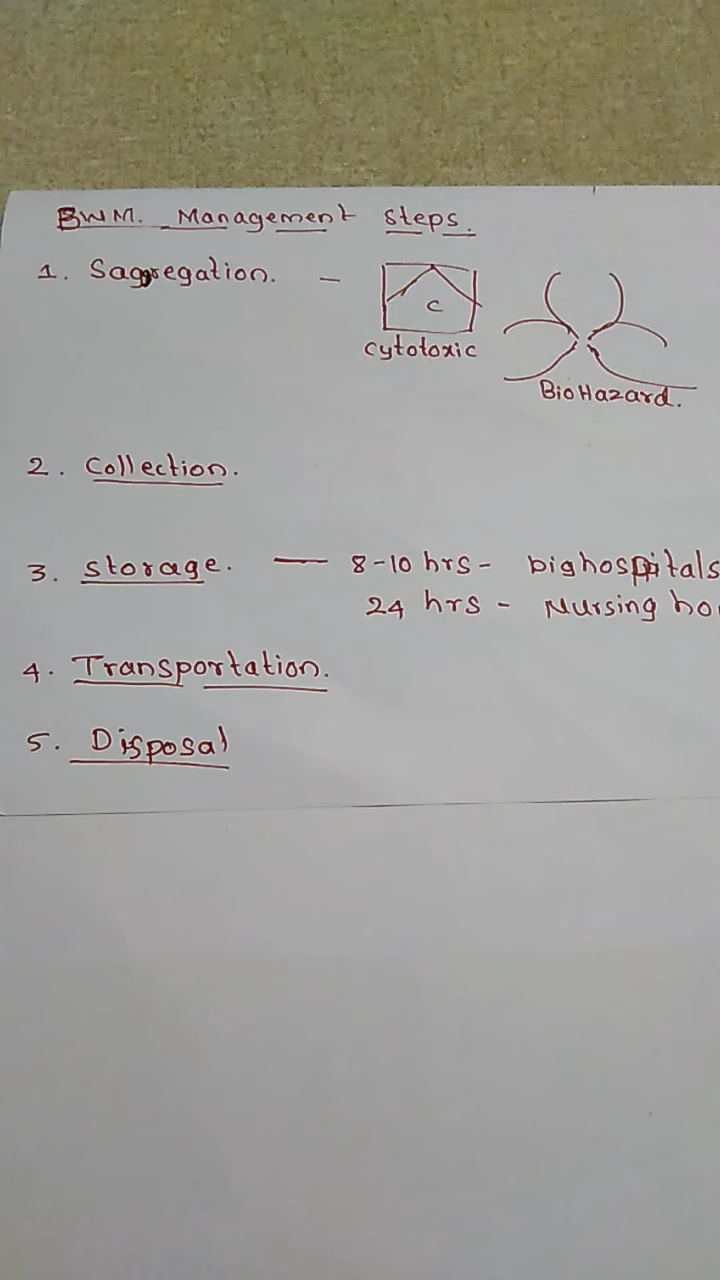 BWM. Management steps.
1. Saggregation. -
C
cytotoxic
BioHazard.
2. Collection.
3. storage. — 8-10 hrs - big hospitals
24 hrs - Nursing
4. Transportation.
5. Disposal